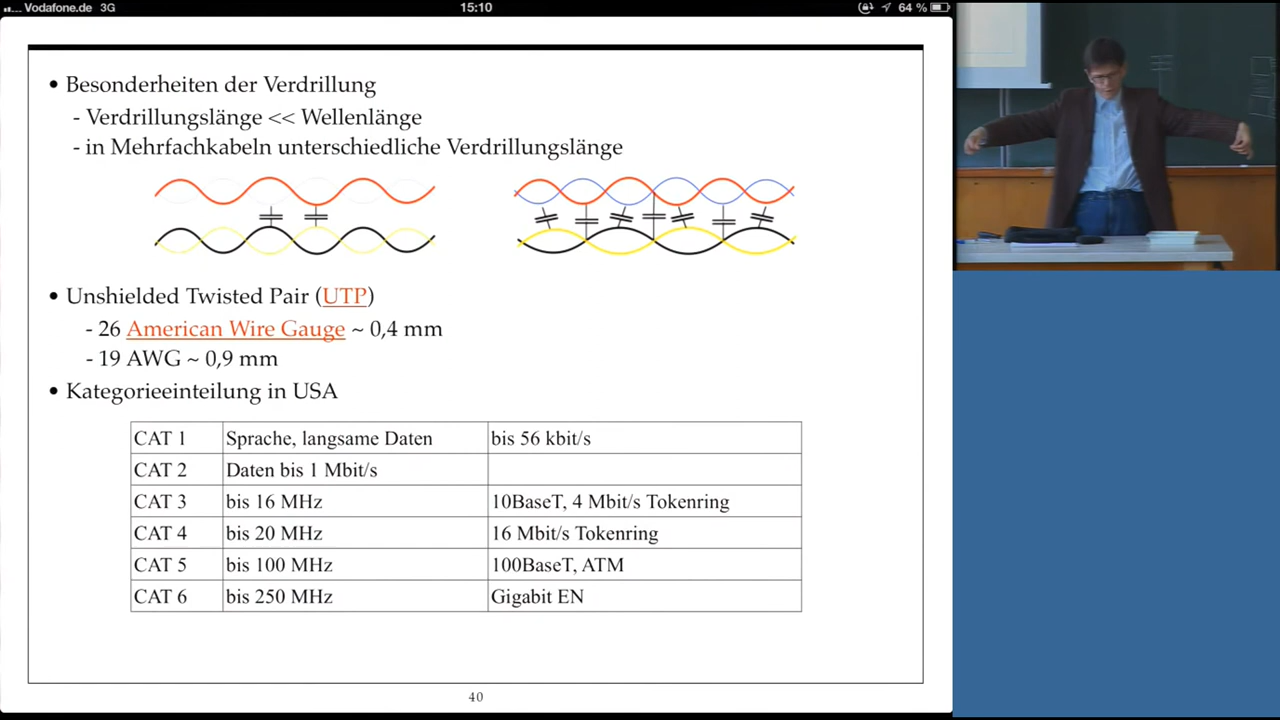 Vodafone.de 3G 15:10 64 %
• Besonderheiten der Verdrillung
- Verdrillungslänge << Wellenlänge
- in Mehrfachkabeln unterschiedliche Verdrillungslänge
• Unshielded Twisted Pair (UTP)
- 26 American Wire Gauge ~ 0,4 mm
- 19 AWG ~ 0,9 mm
• Kategorieeinteilung in USA
CAT 1 Sprache, langsame Daten bis 56 kbit/s
CAT 2 Daten bis 1 Mbit/s
CAT 3 bis 16 MHz 10BaseT, 4 Mbit/s Tokenring
CAT 4 bis 20 MHz 16 Mbit/s Tokenring
CAT 5 bis 100 MHz 100BaseT, ATM
CAT 6 bis 250 MHz Gigabit EN
40